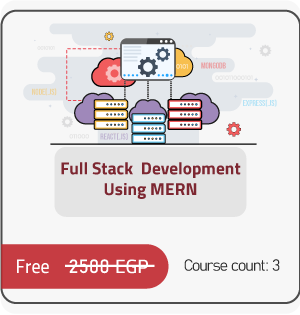 MONGODB
NODE(JS)
EXPRESS(JS)
REACT(JS)
Full Stack Development
Using MERN
Free 2500 EGP Course count: 3